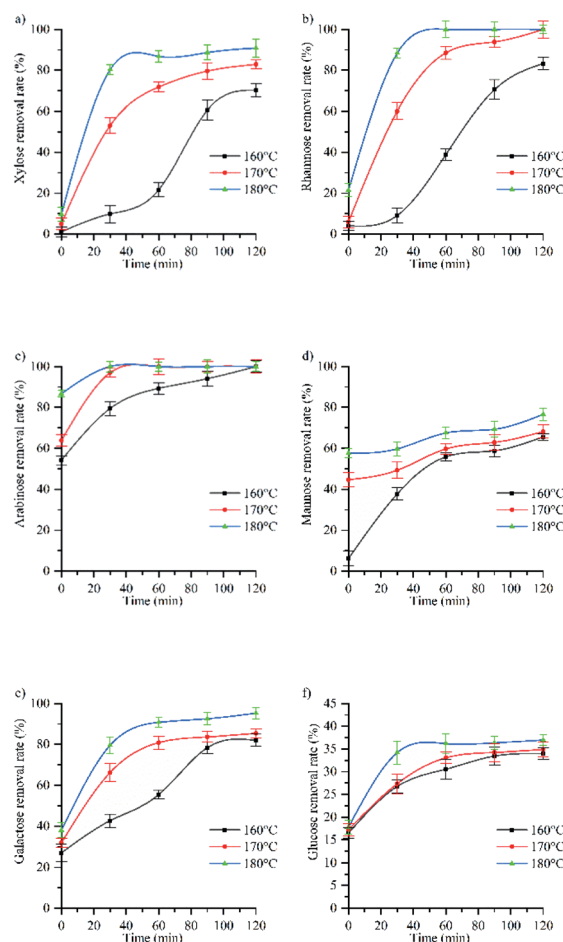 a)
Xylose removal rate (%)
100
80
60
40
20
0
160°C
170°C
180°C
0 20 40 60 80 100 120
Time (min)
b)
Rhamnose removal rate (%)
100
80
60
40
20
0
160°C
170°C
180°C
0 20 40 60 80 100 120
Time (min)
c)
Arabinose removal rate (%)
100
80
60
40
20
0
160°C
170°C
180°C
0 20 40 60 80 100 120
Time (min)
d)
Mannose removal rate (%)
100
80
60
40
20
0
160°C
170°C
180°C
0 20 40 60 80 100 120
Time (min)
e)
Galactose removal rate (%)
100
80
60
40
20
0
160°C
170°C
180°C
0 20 40 60 80 100 120
Time (min)
f)
Glucose removal rate (%)
45
40
35
30
25
20
15
10
5
0
160°C
170°C
180°C
0 20 40 60 80 100 120
Time (min)